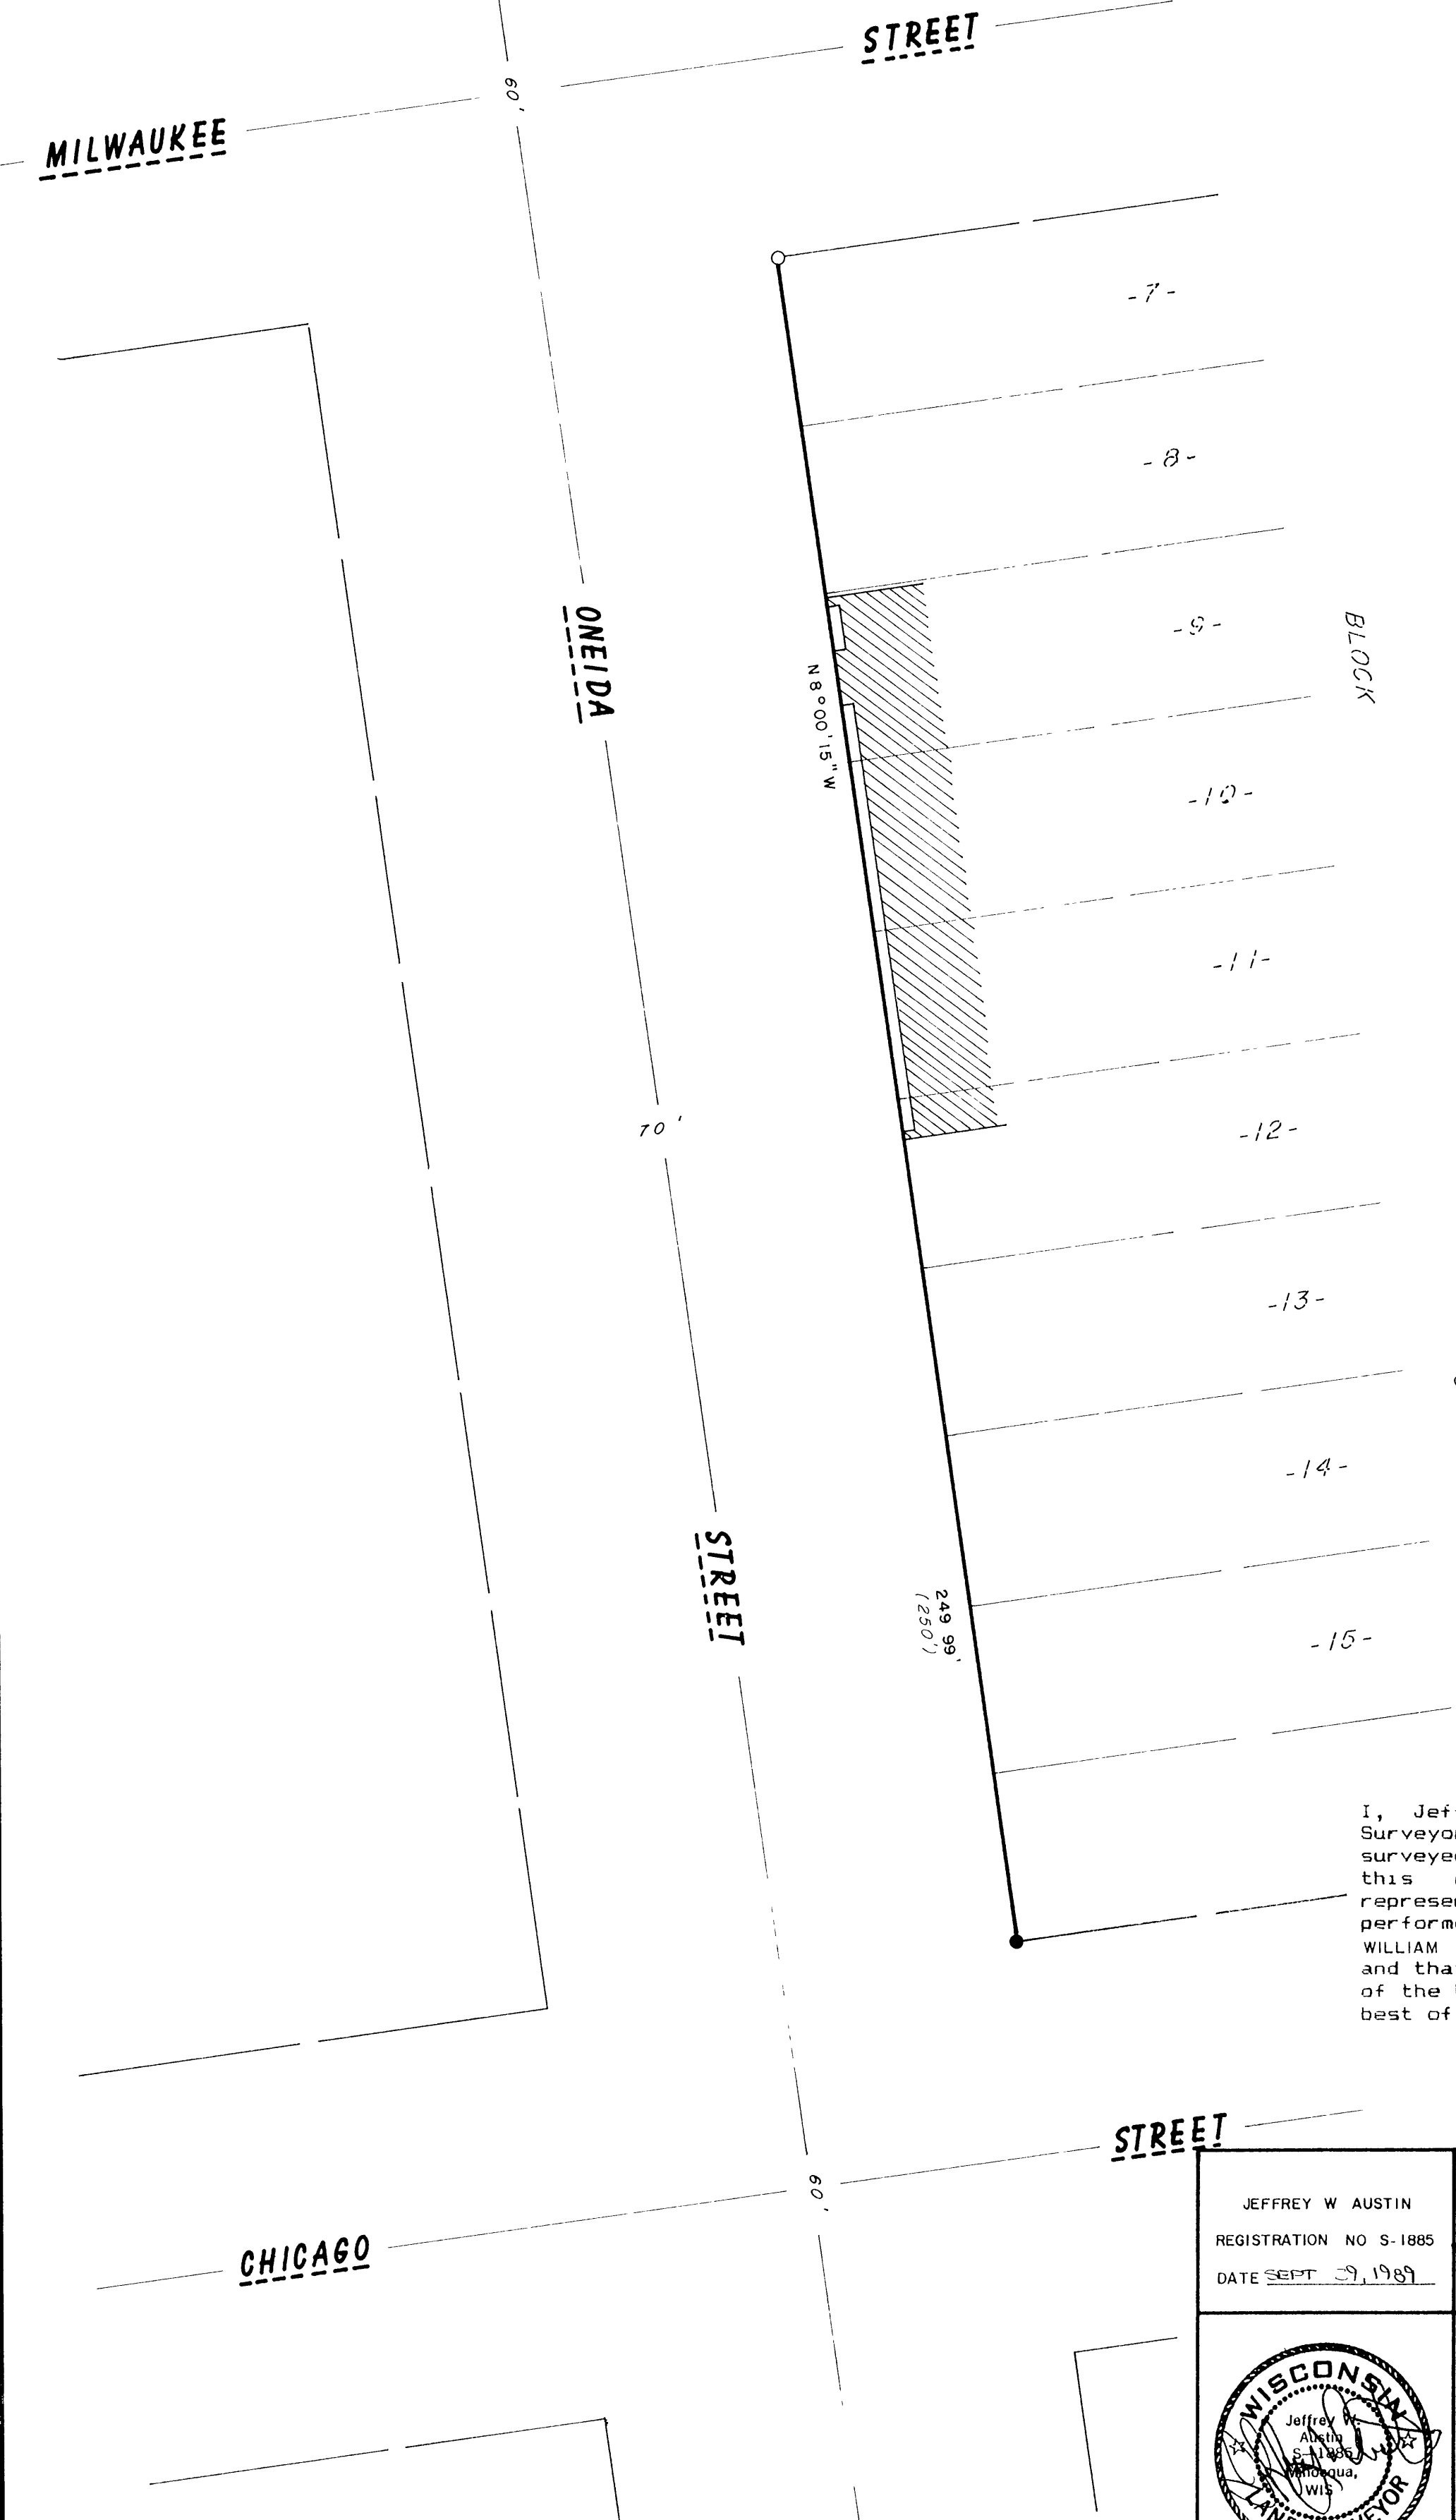 STREET
60'
MILWAUKEE
-7-
-8-
ONEIDA
-9-
BLOCK
N 8°00'15" W
-10-
-11-
70'
-12-
-13-
-14-
STREET
249 99'
(250')
-15-
I, Jef
Surveyo
surveye
this
represe
perform
WILLIAM
and tha
of the
best of
STREET
60'
CHICAGO
JEFFREY W AUSTIN
REGISTRATION NO S-1885
DATE SEPT 29, 1989
WISCONSIN
Jeffrey W.
Austin
S-1885
Minocqua,
WIS
LAND SURVEYOR